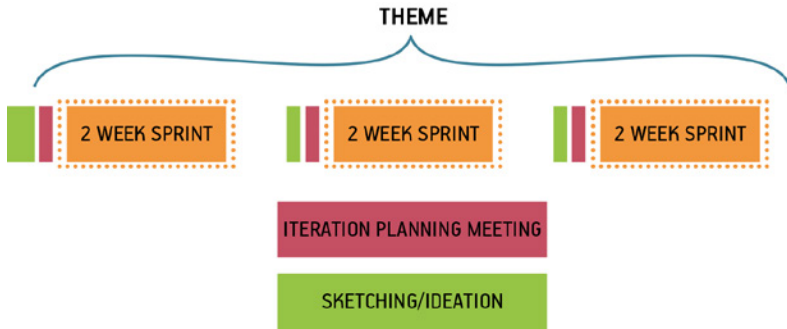 THEME
2 WEEK SPRINT
2 WEEK SPRINT
2 WEEK SPRINT
ITERATION PLANNING MEETING
SKETCHING/IDEATION